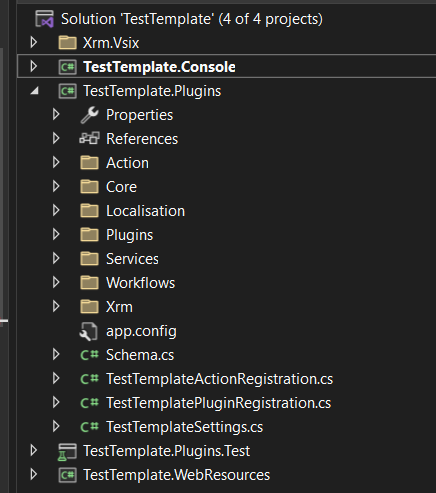 Solution 'TestTemplate' (4 of 4 projects)
Xrm.Vsix
C# TestTemplate.Console
C# TestTemplate.Plugins
Properties
References
Action
Core
Localisation
Plugins
Services
Workflows
Xrm
app.config
C# Schema.cs
C# TestTemplateActionRegistration.cs
C# TestTemplatePluginRegistration.cs
C# TestTemplateSettings.cs
TestTemplate.Plugins.Test
C# TestTemplate.WebResources